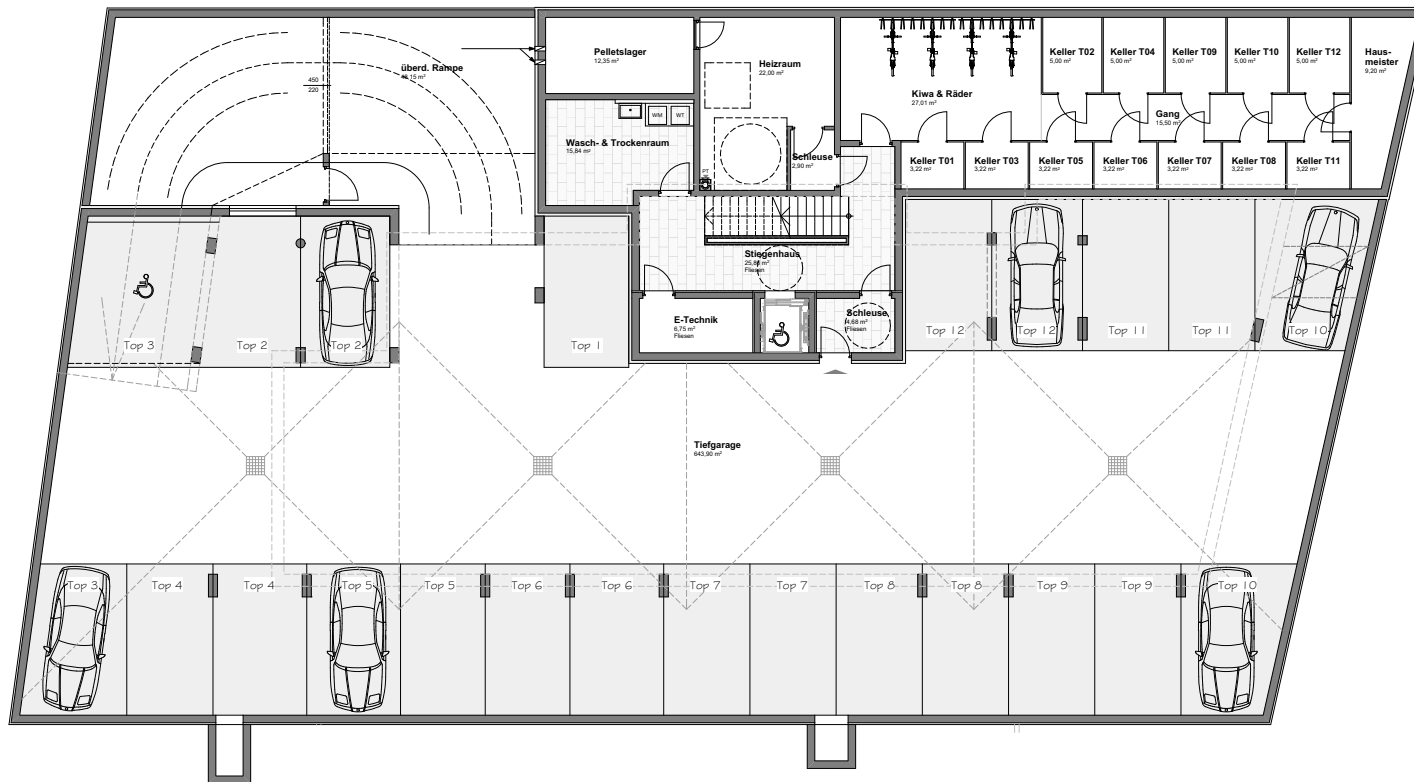 Pelletslager
12,35 m²
überd. Rampe
450
220
Heizraum
22,00 m²
Kiwa & Räder
27,01 m²
Keller T02
5,00 m²
Keller T04
5,00 m²
Keller T09
5,00 m²
Keller T10
5,00 m²
Keller T12
5,00 m²
Haus-
meister
9,20 m²
Gang
15,50 m²
WM
WT
Wasch- & Trockenraum
15,84 m²
Schleuse
2,90 m²
PT
Keller T01
3,22 m²
Keller T03
3,22 m²
Keller T05
3,22 m²
Keller T06
3,22 m²
Keller T07
3,22 m²
Keller T08
3,22 m²
Keller T11
3,22 m²
Stiegenhaus
Fliesen
E-Technik
6,75 m²
Fliesen
Schleuse
4,68 m²
Fliesen
Top 3
Top 2
Top 2
Top 1
Top 12
Top 12
Top 11
Top 11
Top 10
Tiefgarage
643,90 m²
Top 3
Top 4
Top 4
Top 5
Top 5
Top 6
Top 6
Top 7
Top 7
Top 8
Top 8
Top 9
Top 9
Top 10